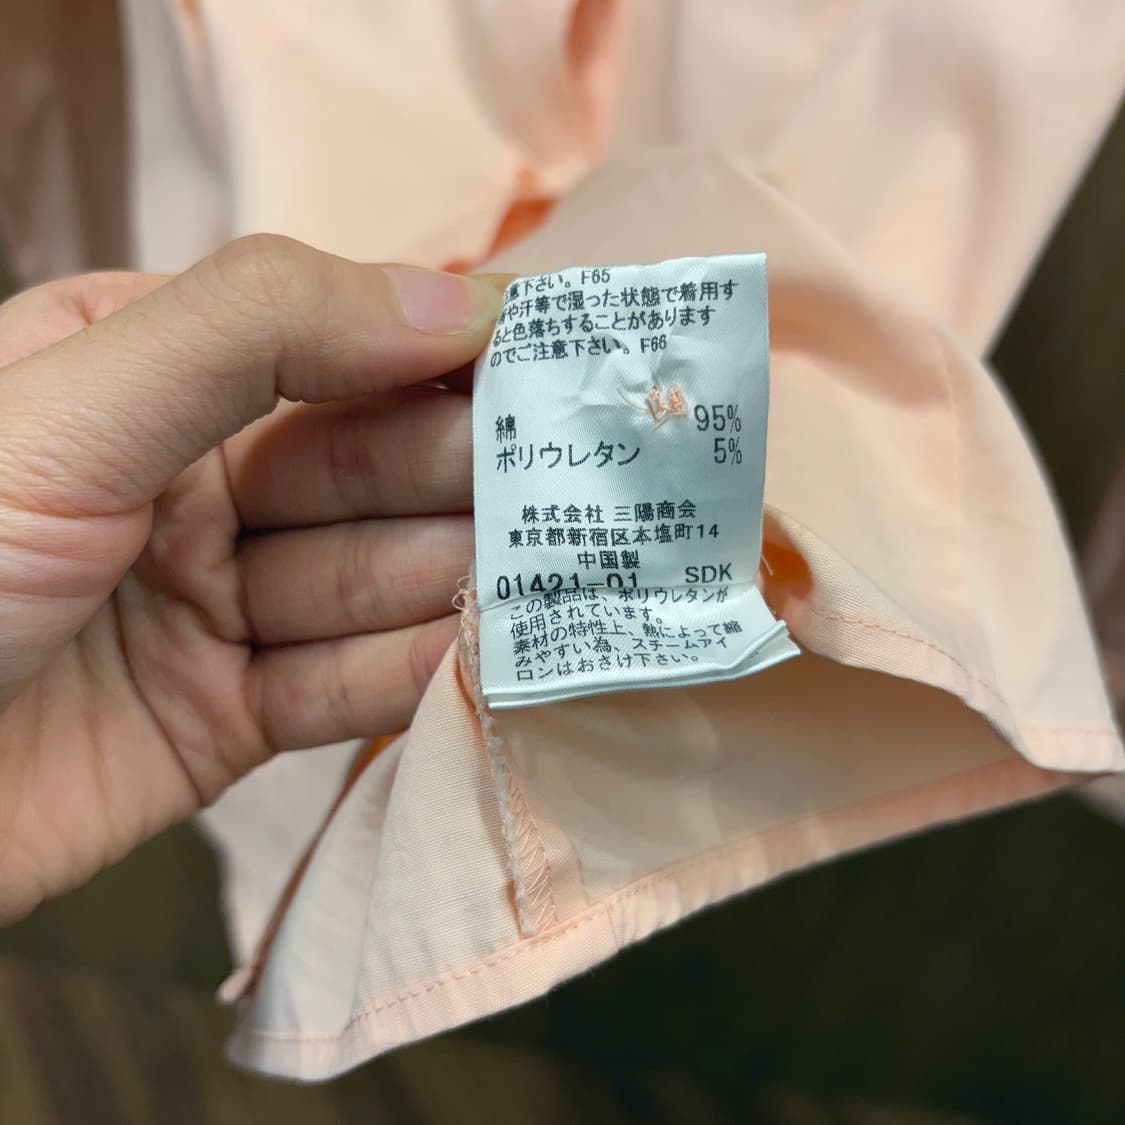 意下さい。F65
や汗等で湿った状態で着用す
ると色落ちすることがあります
のでご注意下さい。F66
綿 95%
ポリウレタン 5%
株式会社 三陽商会
東京都新宿区本塩町14
中国製
01421-01 SDK
この製品は、ポリウレタンが
使用されています。
素材の特性上、熱によって縮
みやすい為、スチームアイ
ロンはおさけ下さい。